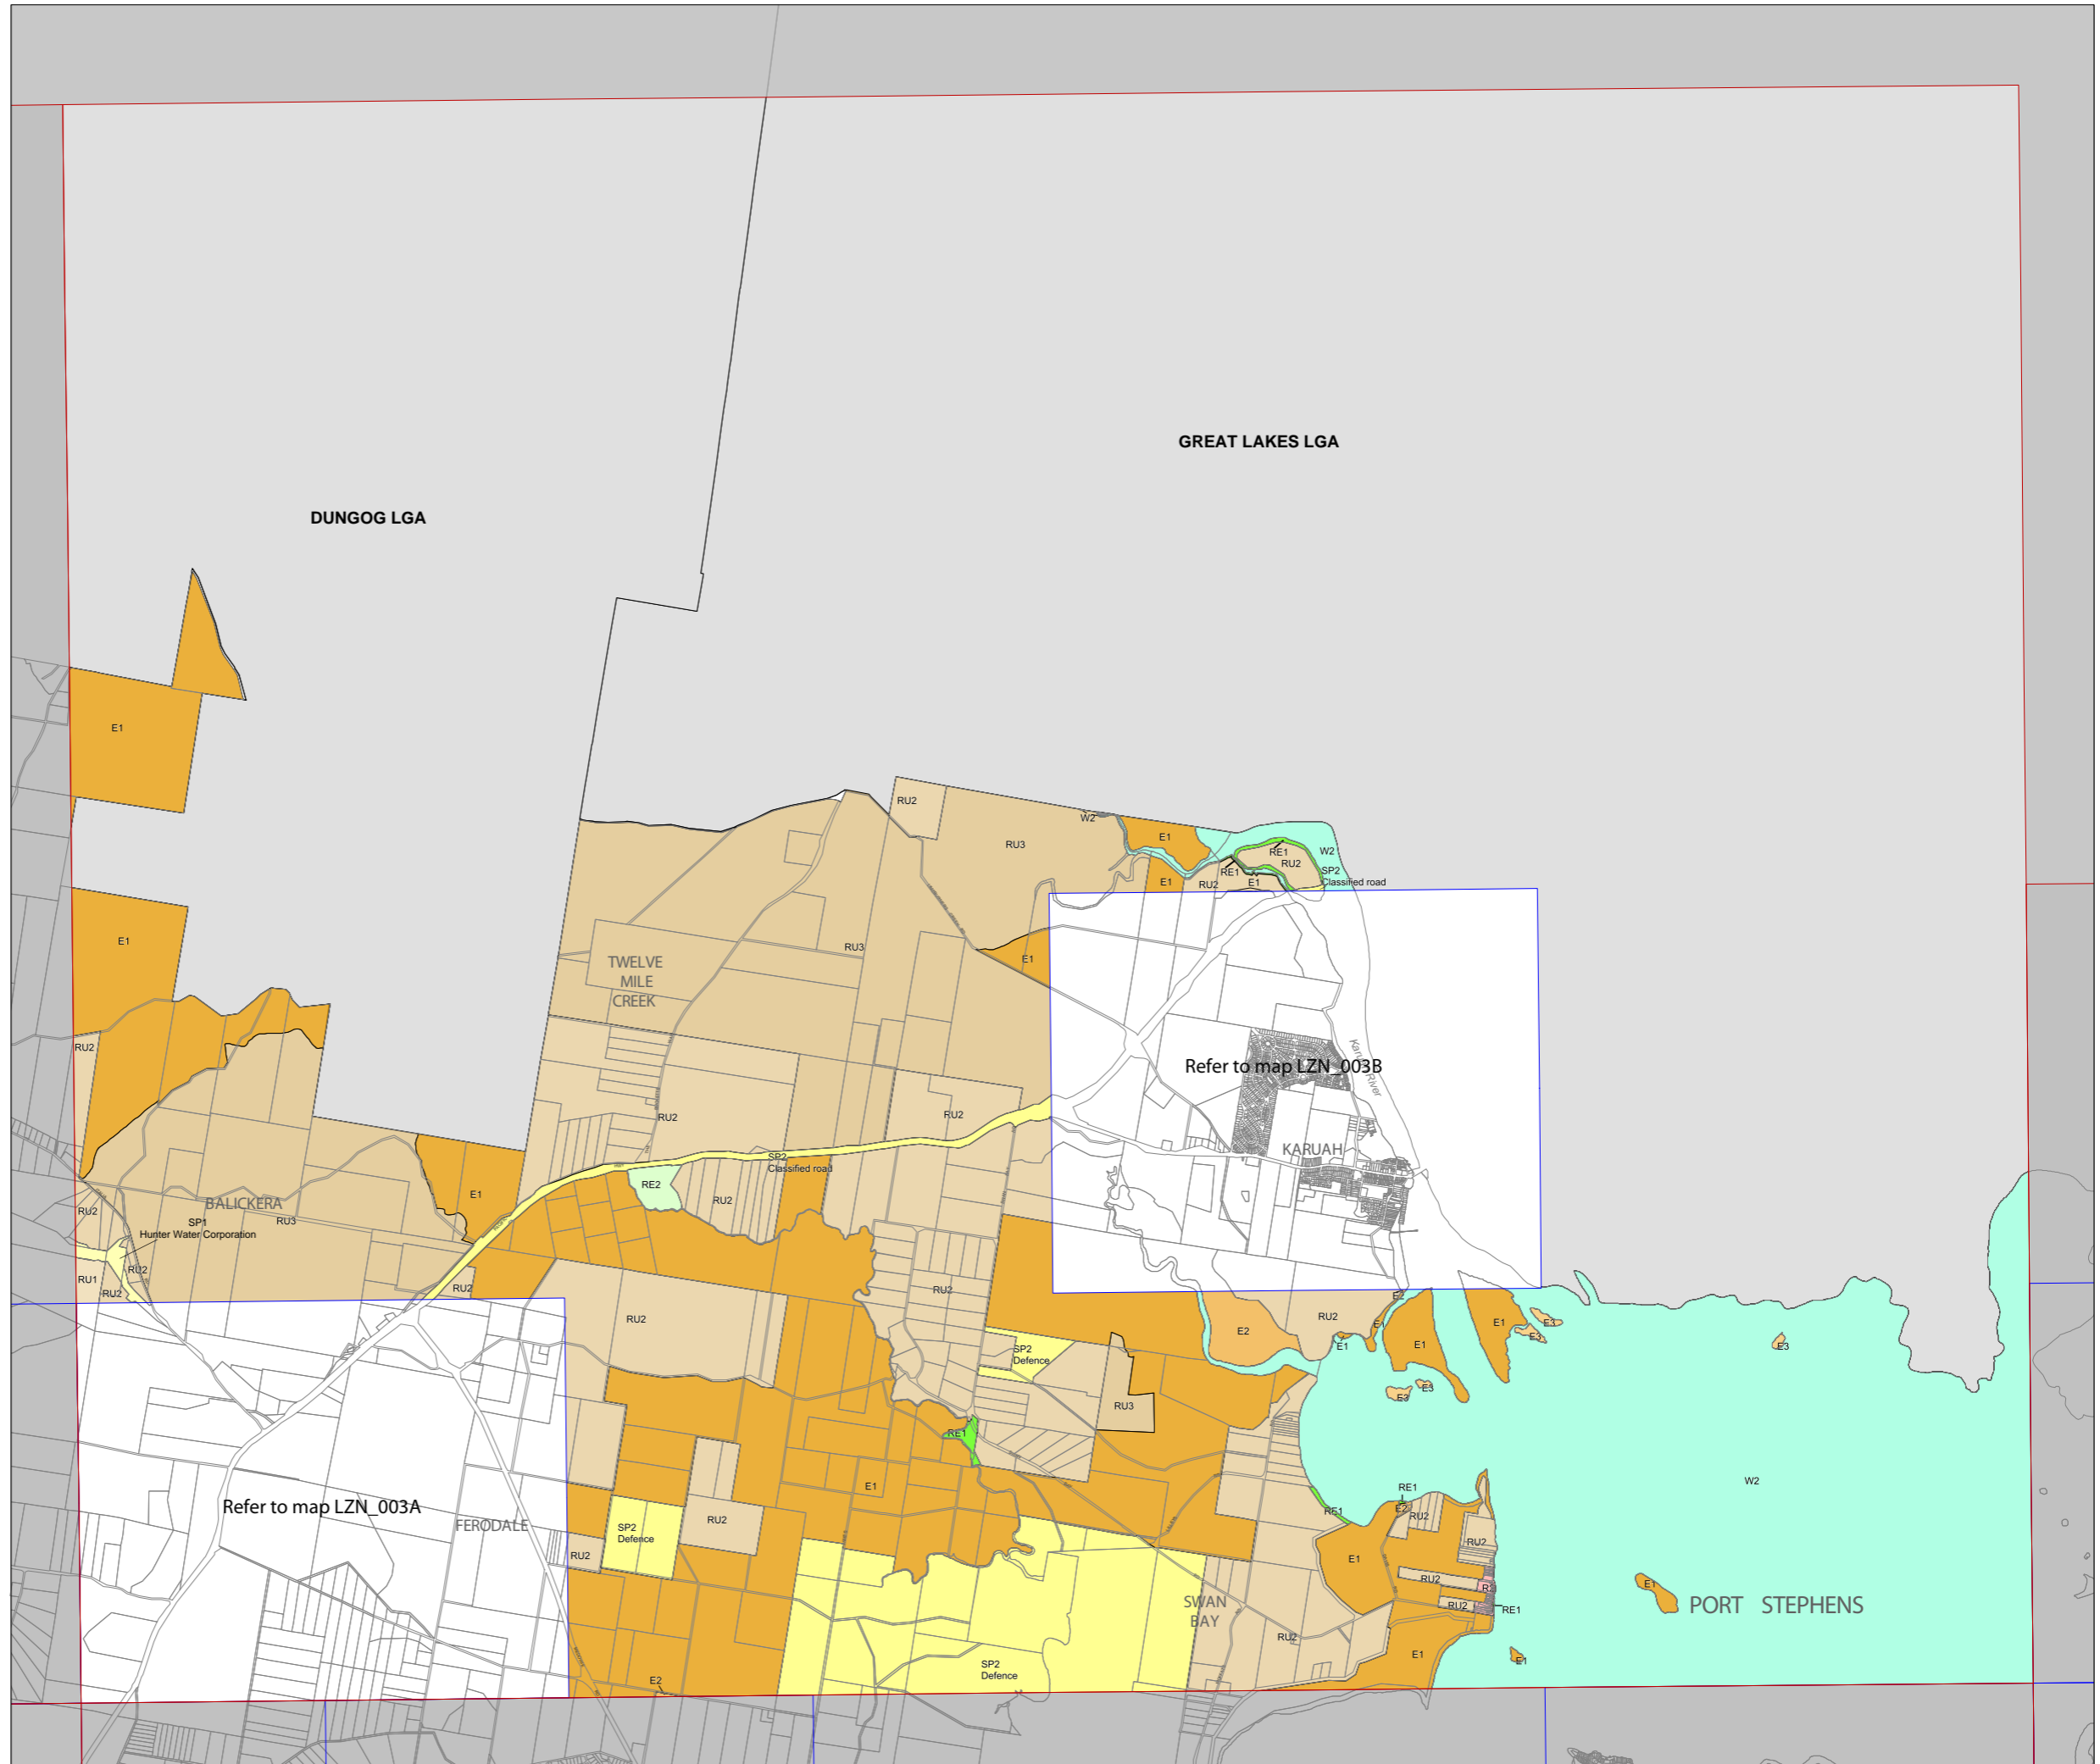 GREAT LAKES LGA
DUNGOG LGA
E1
RU2
RU3
W2
E1
RE1
RU2
W2
SP2
Classified road
RE1
E1
E1
RU2
E1
RU3
E1
TWELVE
MILE
CREEK
RU2
Refer to map LZN_003B
Karuah River
RU2
RU2
KARUAH
SP2
Classified road
RE2
RU2
E1
BALICKERA
RU3
RU2
SP1
Hunter Water Corporation
RU2
RU1
RU2
RU2
RU2
RU2
E2
RU2
E2
E1
E1
E1
E1
E3
E3
E3
SP2
Defence
E3
E3
RU3
RE1
E1
W2
RE1
RE1
E2
RU2
RU2
Refer to map LZN_003A
FERODALE
SP2
Defence
RU2
RU2
E1
RU2
RU2
RE1
E1
PORT STEPHENS
SWAN
BAY
RU2
E1
E1
SP2
Defence
E2